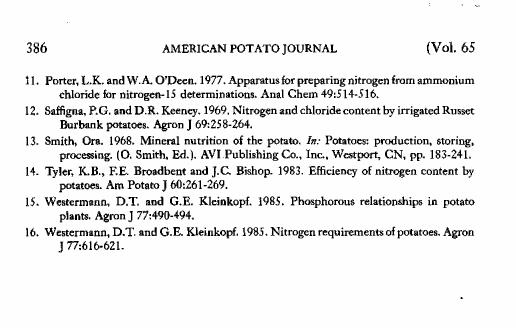 386 AMERICAN POTATO JOURNAL (Vol. 65
11. Porter, L.K. and W.A. O'Deen. 1977. Apparatus for preparing nitrogen from ammonium
chloride for nitrogen-15 determinations. Anal Chem 49:514-516.
12. Saffigna, P.G. and D.R. Keeney. 1969. Nitrogen and chloride content by irrigated Russet
Burbank potatoes. Agron J 69:258-264.
13. Smith, Ora. 1968. Mineral nutrition of the potato. In: Potatoes: production, storing,
processing. (O. Smith, Ed.). AVI Publishing Co., Inc., Westport, CN, pp. 183-241.
14. Tyler, K.B., F.E. Broadbent and J.C. Bishop. 1983. Efficiency of nitrogen content by
potatoes. Am Potato J 60:261-269.
15. Westermann, D.T. and G.E. Kleinkopf. 1985. Phosphorous relationships in potato
plants. Agron J 77:490-494.
16. Westermann, D.T. and G.E. Kleinkopf. 1985. Nitrogen requirements of potatoes. Agron
J 77:616-621.